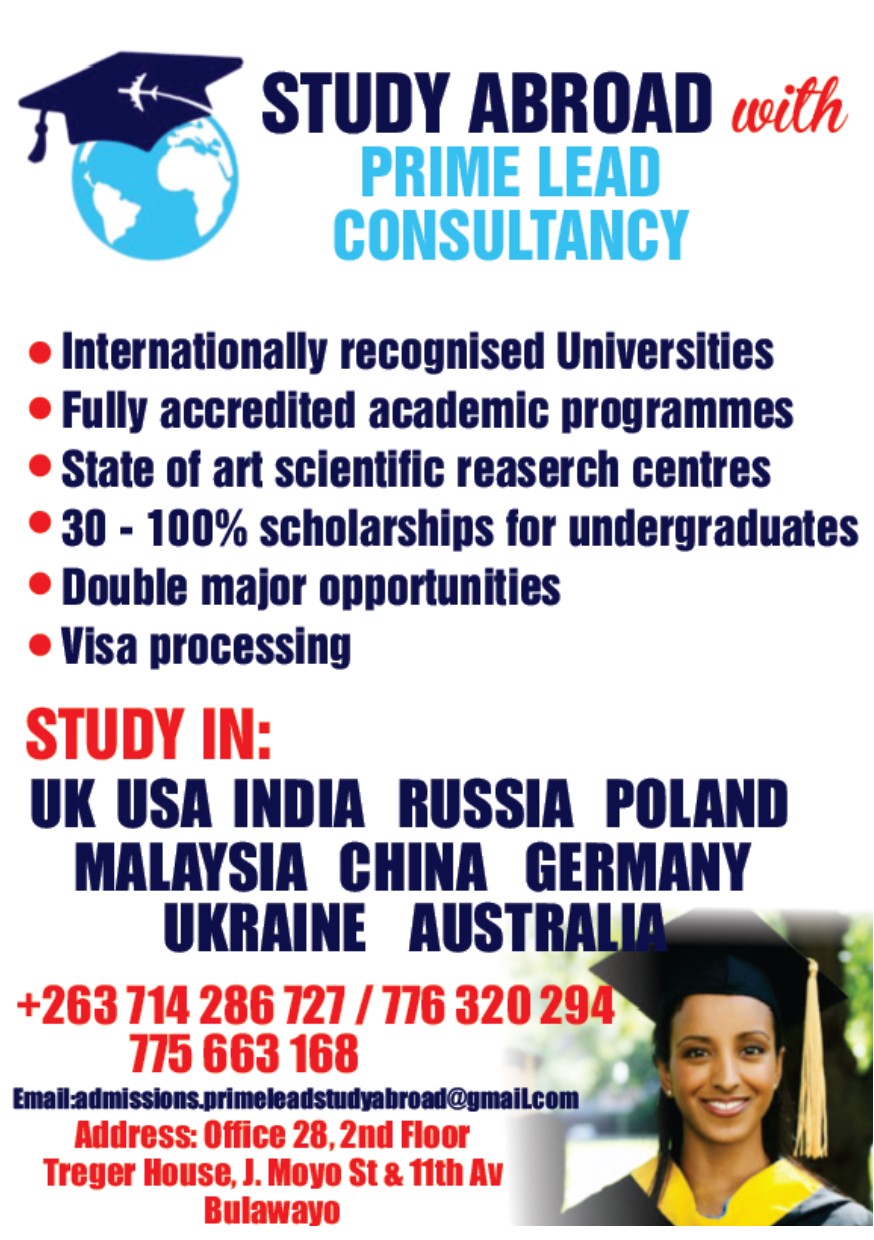 STUDY ABROAD with
PRIME LEAD
CONSULTANCY
• Internationally recognised Universities
• Fully accredited academic programmes
• State of art scientific reaserch centres
• 30 - 100% scholarships for undergraduates
• Double major opportunities
• Visa processing
STUDY IN:
UK USA INDIA RUSSIA POLAND
MALAYSIA CHINA GERMANY
UKRAINE AUSTRALIA
+263 714 286 727 / 776 320 294
775 663 168
Email:admissions.primeleadstudyabroad@gmail.com
Address: Office 28, 2nd Floor
Treger House, J. Moyo St & 11th Av
Bulawayo